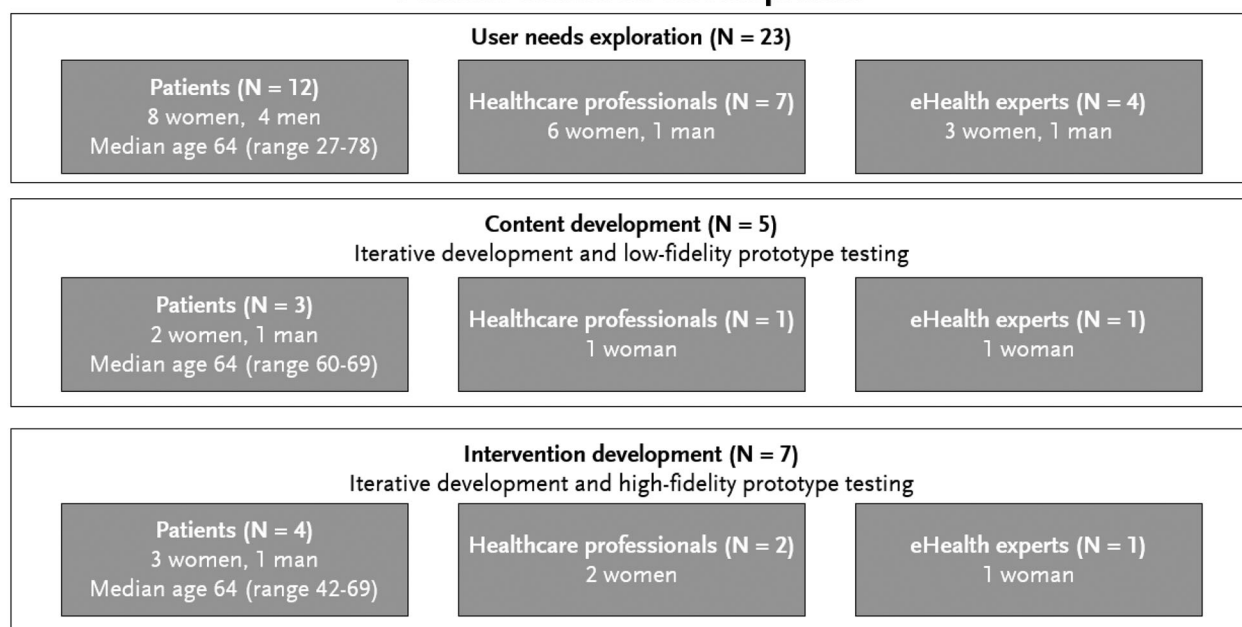 User needs exploration (N = 23)
Patients (N = 12)
8 women, 4 men
Median age 64 (range 27-78)
Healthcare professionals (N = 7)
6 women, 1 man
eHealth experts (N = 4)
3 women, 1 man
Content development (N = 5)
Iterative development and low-fidelity prototype testing
Patients (N = 3)
2 women, 1 man
Median age 64 (range 60-69)
Healthcare professionals (N = 1)
1 woman
eHealth experts (N = 1)
1 woman
Intervention development (N = 7)
Iterative development and high-fidelity prototype testing
Patients (N = 4)
3 women, 1 man
Median age 64 (range 42-69)
Healthcare professionals (N = 2)
2 women
eHealth experts (N = 1)
1 woman